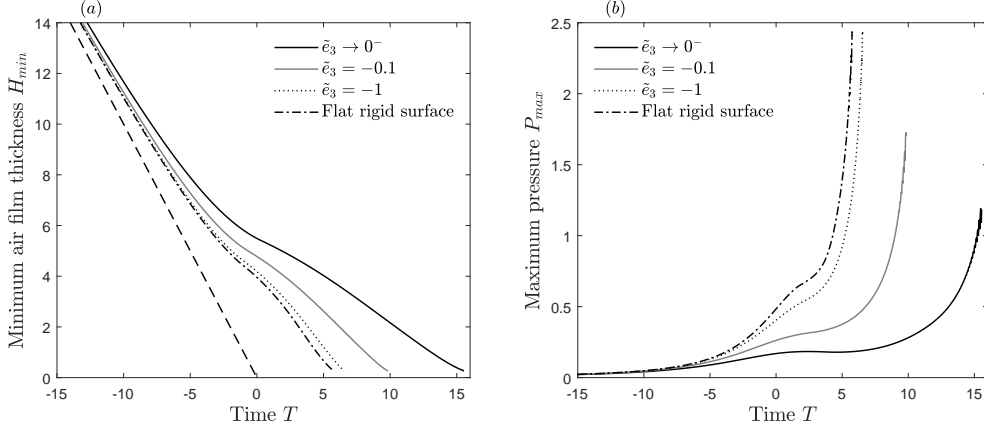 (a)
14
12
10
8
6
4
2
0
-15
-10
-5
0
5
10
15
Minimum air film thickness H_min
Time T
ẽ₃ → 0⁻
ẽ₃ = −0.1
ẽ₃ = −1
Flat rigid surface
(b)
2.5
2
1.5
1
0.5
0
-15
-10
-5
0
5
10
15
Maximum pressure P_max
Time T
ẽ₃ → 0⁻
ẽ₃ = −0.1
ẽ₃ = −1
Flat rigid surface